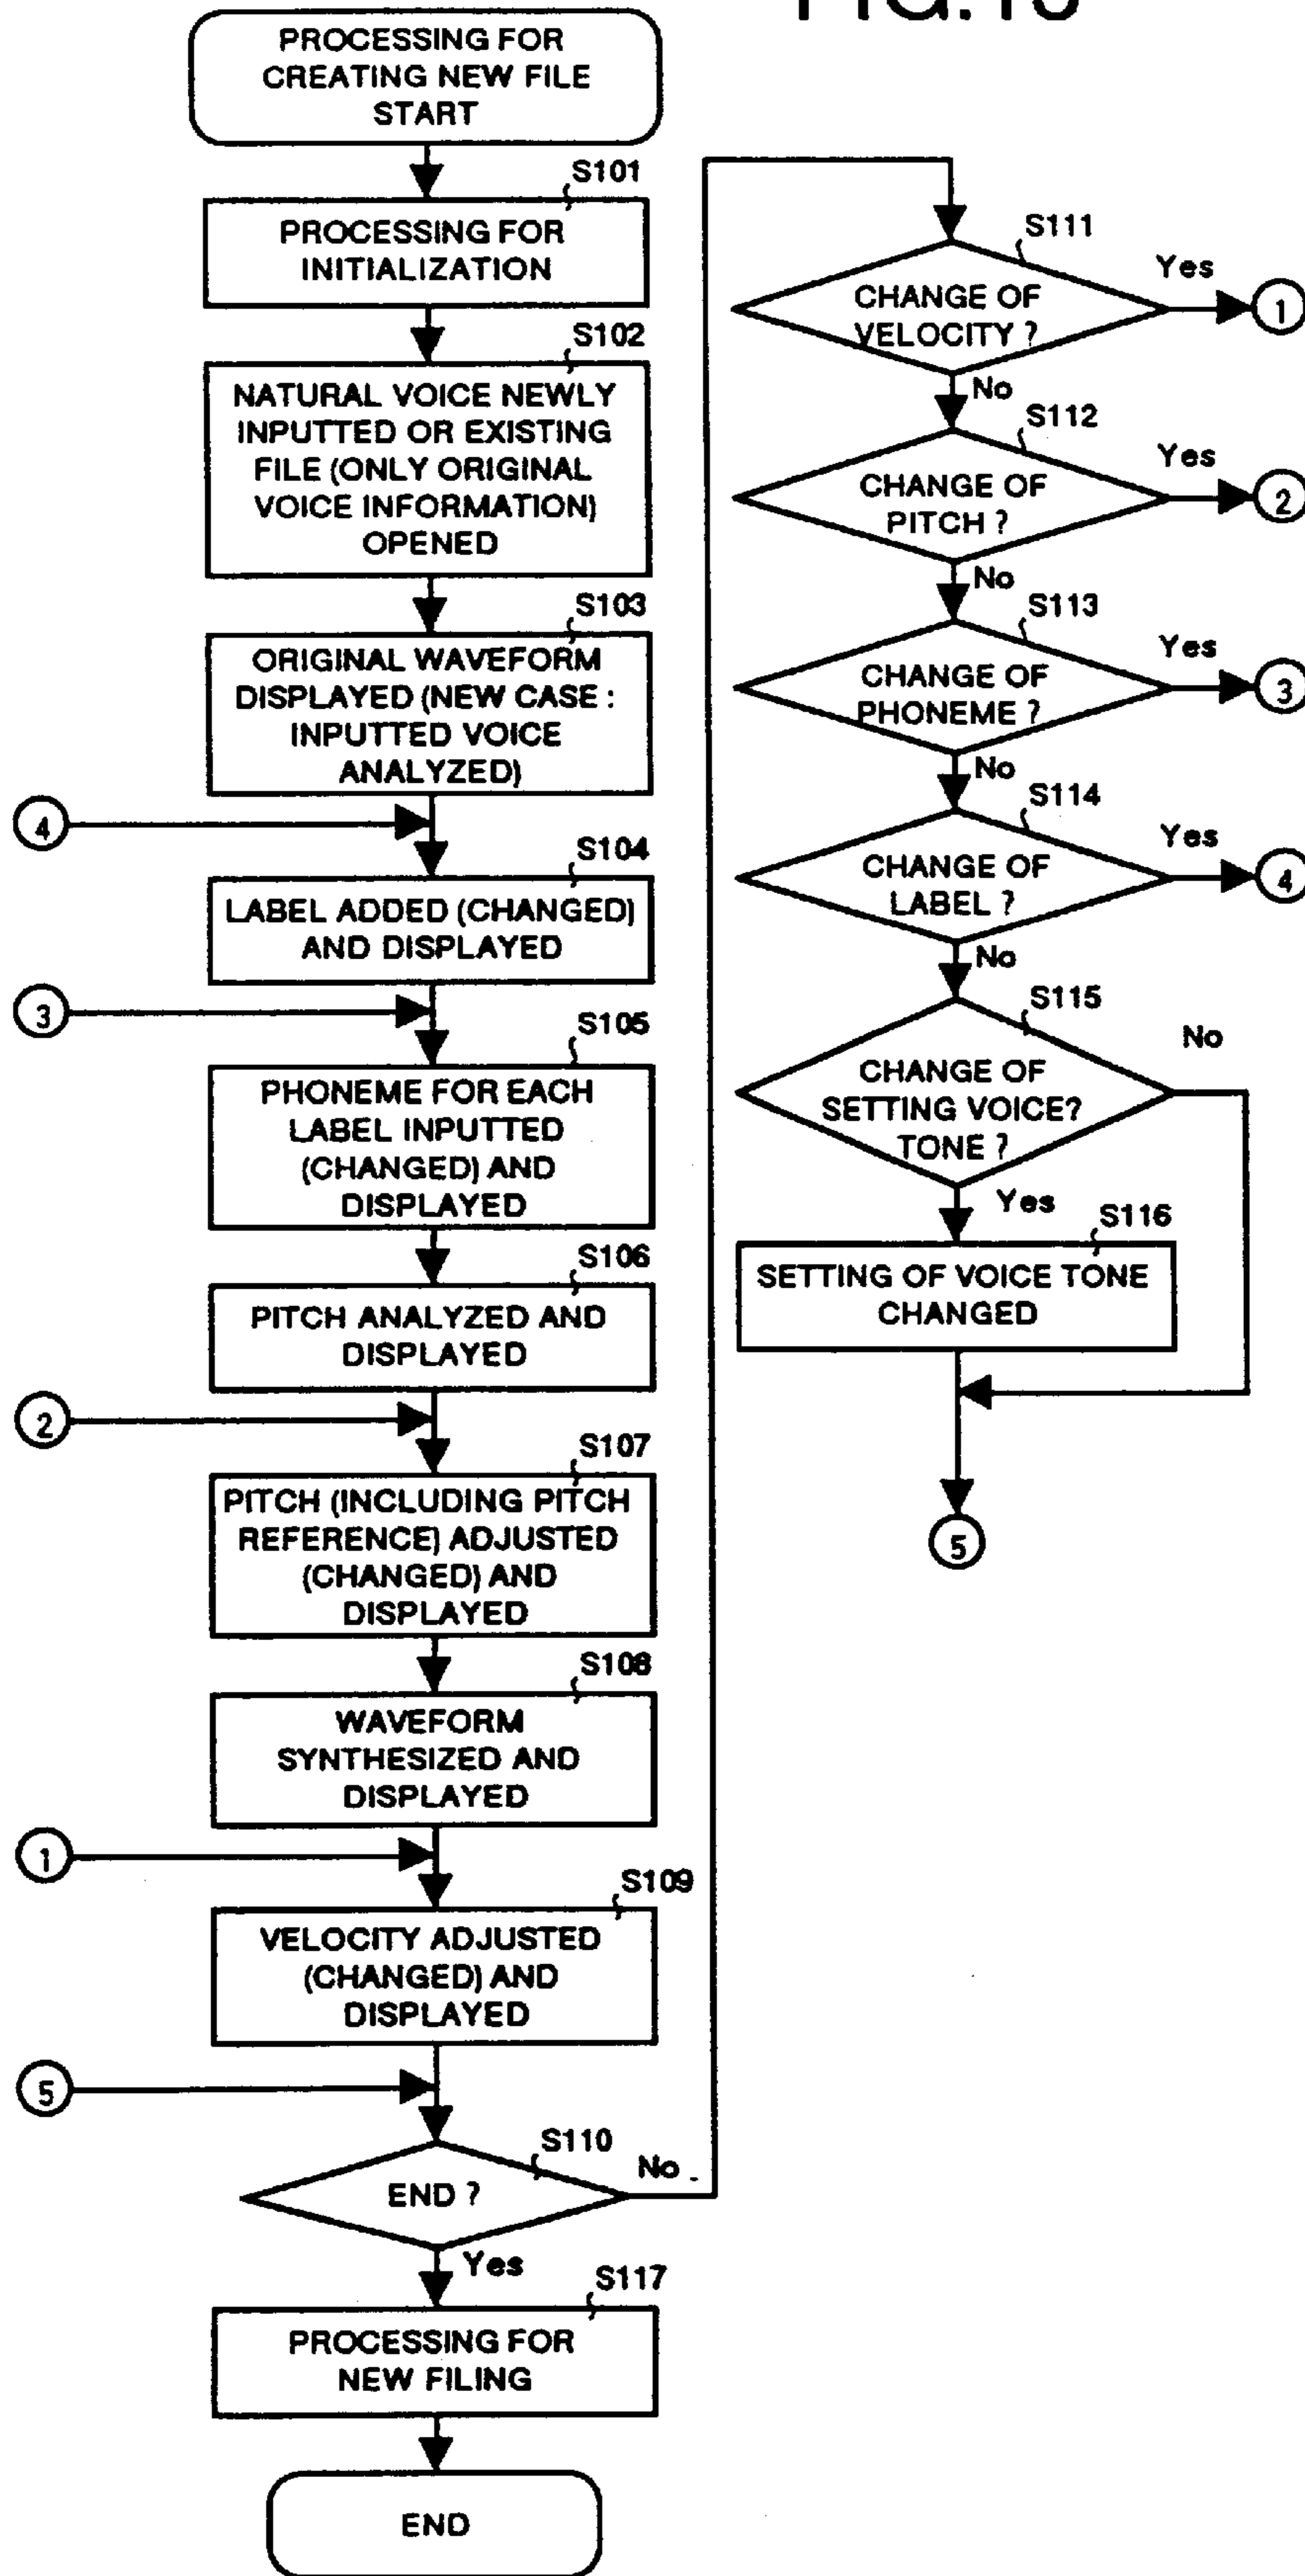 PROCESSING FOR
CREATING NEW FILE
START
S101
PROCESSING FOR
INITIALIZATION
S102
NATURAL VOICE NEWLY
INPUTTED OR EXISTING
FILE (ONLY ORIGINAL
VOICE INFORMATION)
OPENED
S103
ORIGINAL WAVEFORM
DISPLAYED (NEW CASE :
INPUTTED VOICE
ANALYZED)
4
S104
LABEL ADDED (CHANGED)
AND DISPLAYED
3
S105
PHONEME FOR EACH
LABEL INPUTTED
(CHANGED) AND
DISPLAYED
S106
PITCH ANALYZED AND
DISPLAYED
2
S107
PITCH (INCLUDING PITCH
REFERENCE) ADJUSTED
(CHANGED) AND
DISPLAYED
S108
WAVEFORM
SYNTHESIZED AND
DISPLAYED
1
S109
VELOCITY ADJUSTED
(CHANGED) AND
DISPLAYED
5
S110
END ?
No
Yes
S117
PROCESSING FOR
NEW FILING
END
S111
CHANGE OF
VELOCITY ?
Yes
1
No
S112
CHANGE OF
PITCH ?
Yes
2
No
S113
CHANGE OF
PHONEME ?
Yes
3
No
S114
CHANGE OF
LABEL ?
Yes
4
No
S115
CHANGE OF
SETTING VOICE?
TONE ?
No
Yes
S116
SETTING OF VOICE TONE
CHANGED
5